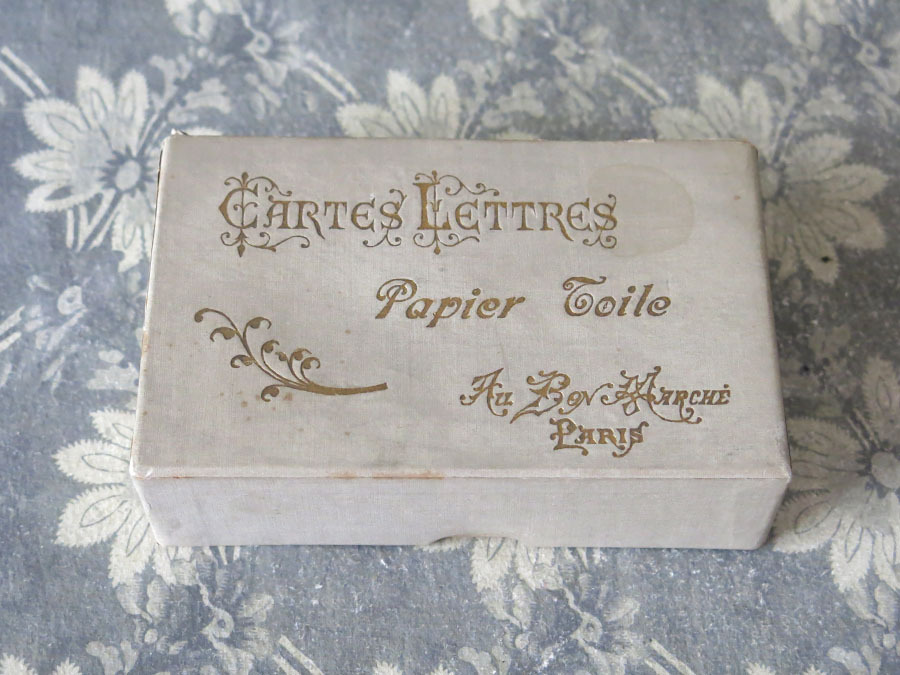 Cartes Lettres
Papier Toile
Au Bon Marché
Paris